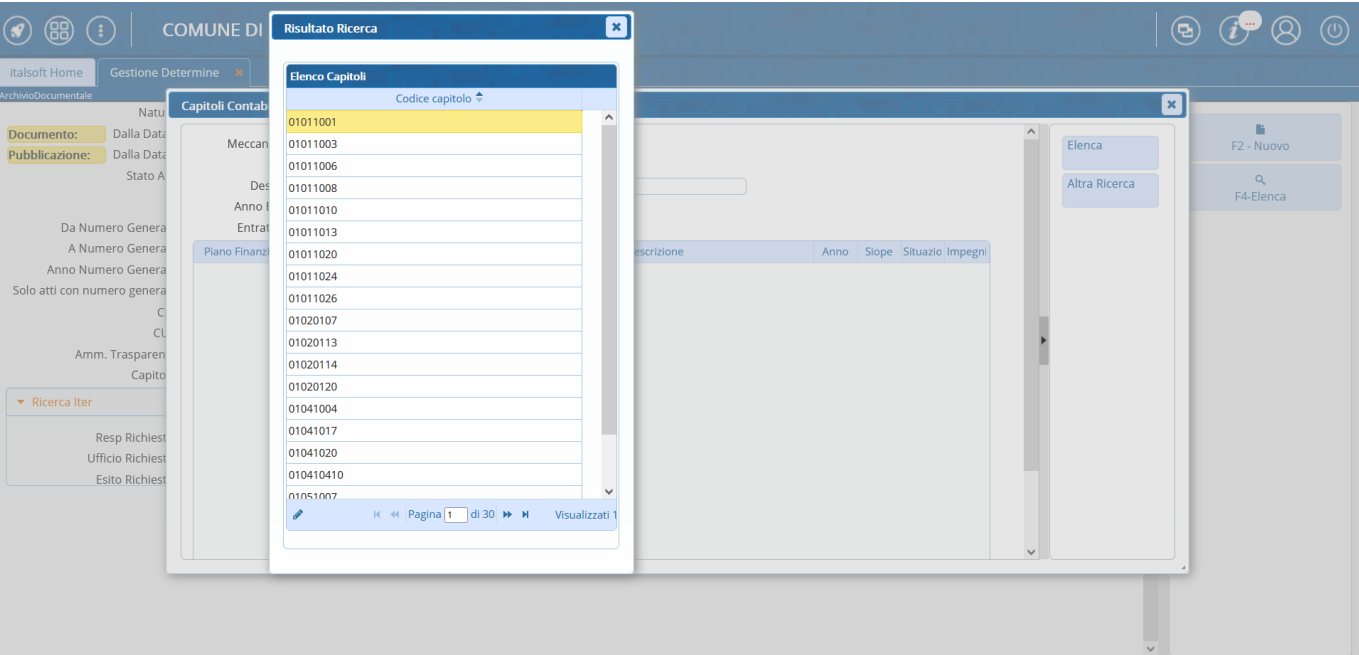 COMUNE DI
Risultato Ricerca
italsoft Home
Gestione Determine
ArchivioDocumentale
Elenco Capitoli
Codice capitolo
01011001
01011003
01011006
01011008
01011010
01011013
01011020
01011024
01011026
01020107
01020113
01020114
01020120
01041004
01041017
01041020
010410410
01051007
Pagina 1 di 30
Visualizzati 1
Capitoli Contab
Meccan
Des
Anno
Entrat
Piano Finanzi
escrizione
Anno
Siope
Situazio
Impegni
Elenca
Altra Ricerca
F2 - Nuovo
F4-Elenca
Natu
Documento:
Dalla Data
Pubblicazione:
Dalla Data
Stato A
Da Numero Genera
A Numero Genera
Anno Numero Genera
Solo atti con numero genera
C
CU
Amm. Trasparen
Capito
Ricerca Iter
Resp Richiest
Ufficio Richiest
Esito Richiest